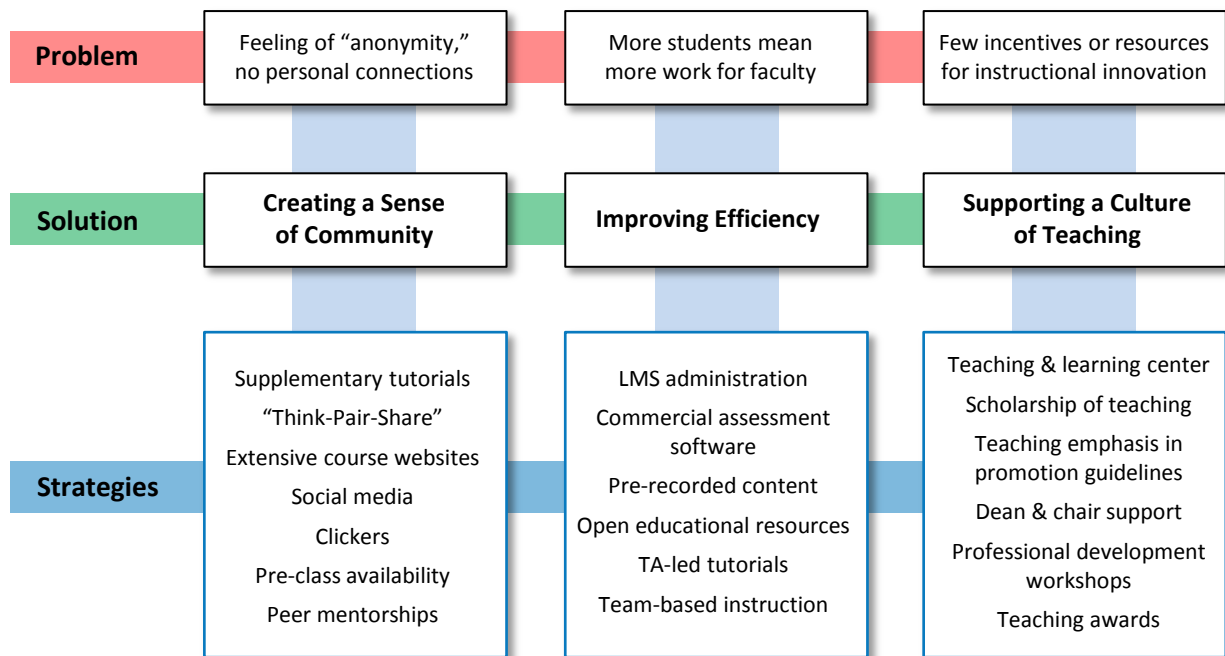 Problem
Feeling of “anonymity,”
no personal connections
More students mean
more work for faculty
Few incentives or resources
for instructional innovation
Solution
Creating a Sense
of Community
Improving Efficiency
Supporting a Culture
of Teaching
Strategies
Supplementary tutorials
“Think-Pair-Share”
Extensive course websites
Social media
Clickers
Pre-class availability
Peer mentorships
LMS administration
Commercial assessment
software
Pre-recorded content
Open educational resources
TA-led tutorials
Team-based instruction
Teaching & learning center
Scholarship of teaching
Teaching emphasis in
promotion guidelines
Dean & chair support
Professional development
workshops
Teaching awards